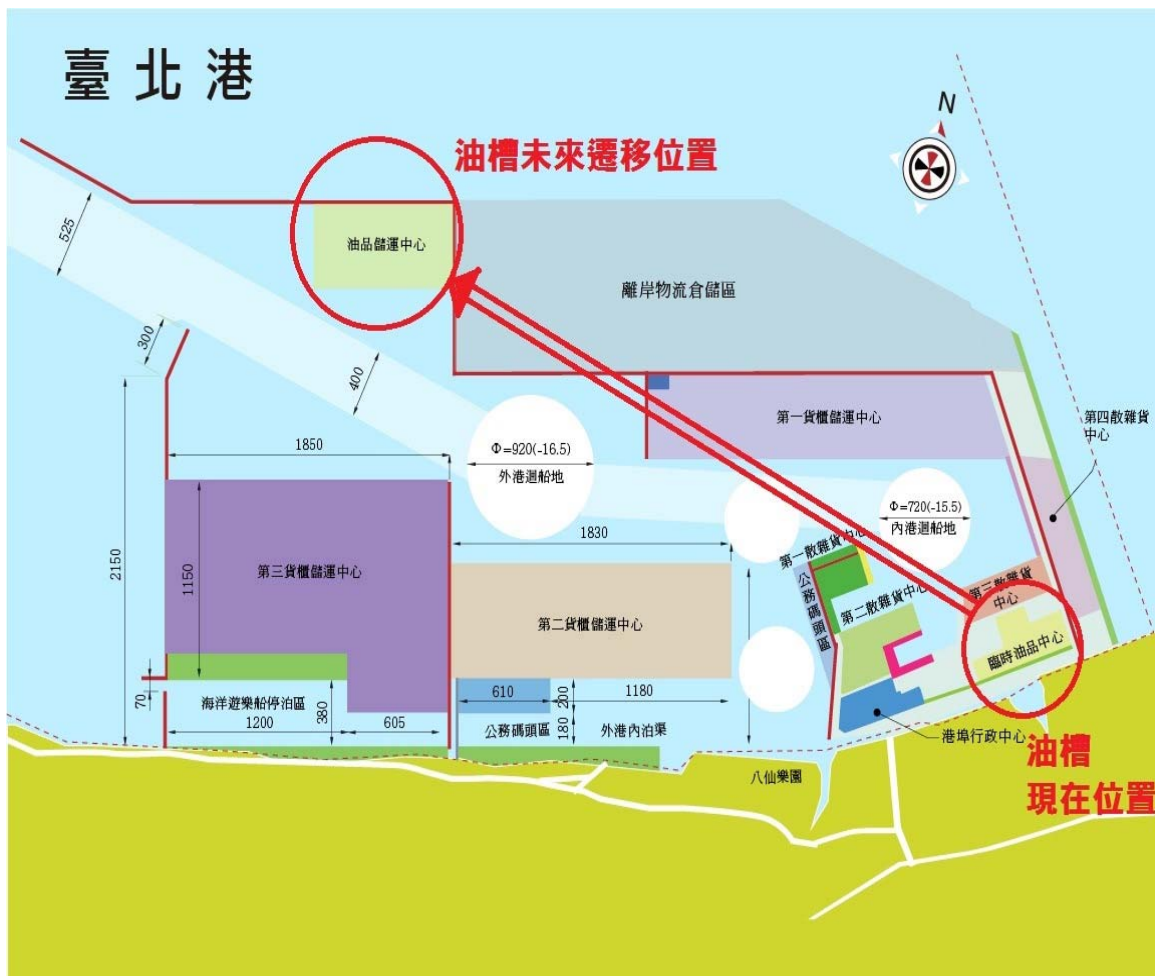 臺北港
N
油槽未來遷移位置
525
油品儲運中心
離岸物流倉儲區
300
400
第一貨櫃儲運中心
第四散雜貨
中心
1850
Φ=920(-16.5)
外港迴船地
Φ=720(-15.5)
內港迴船地
1830
2150
1150
第三貨櫃儲運中心
第一散雜貨中心
公務碼頭區
第二散雜貨中心
第三散雜貨
中心
第二貨櫃儲運中心
臨時油品中心
70
海洋遊樂船停泊區
380
1200
605
610
200
1180
公務碼頭區
180
外港內泊渠
港埠行政中心
八仙樂園
油槽
現在位置